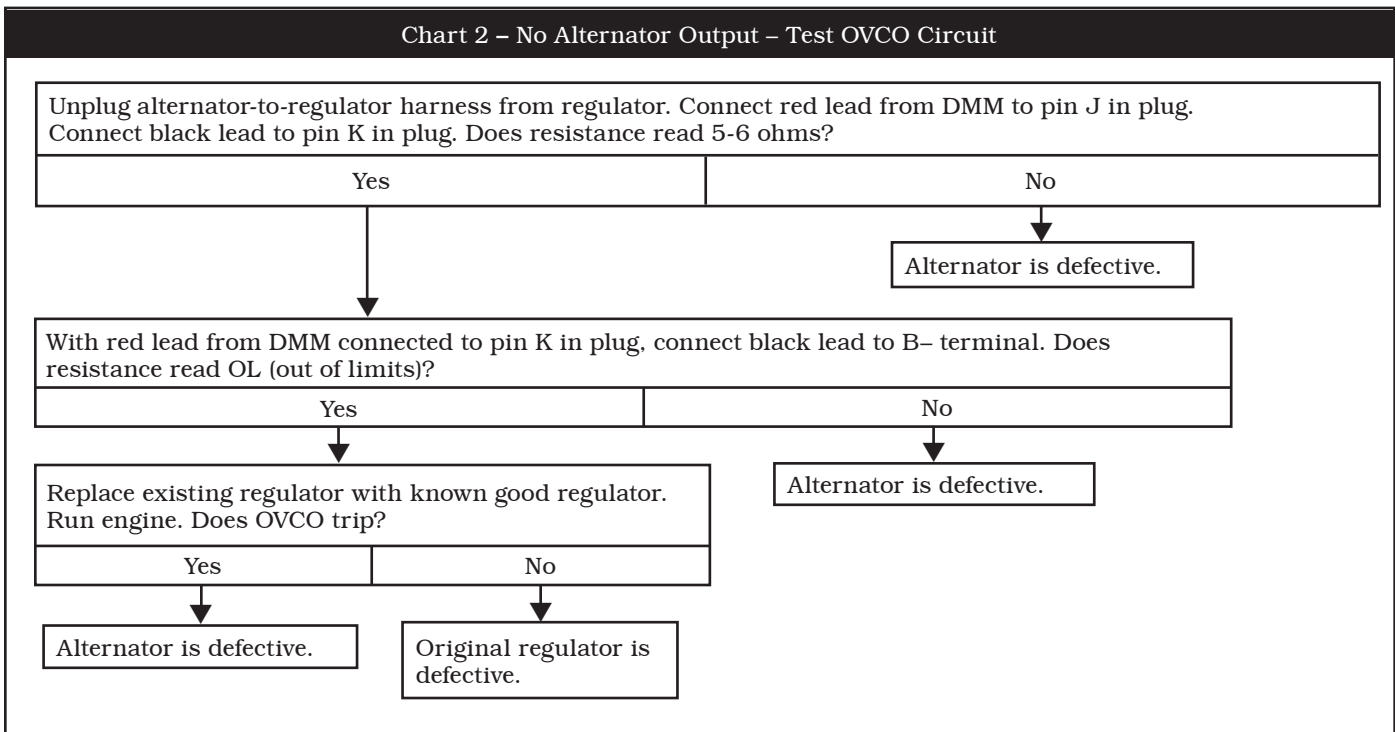 Chart 2 – No Alternator Output – Test OVCO Circuit
Unplug alternator-to-regulator harness from regulator. Connect red lead from DMM to pin J in plug.
Connect black lead to pin K in plug. Does resistance read 5-6 ohms?
Yes
No
Alternator is defective.
With red lead from DMM connected to pin K in plug, connect black lead to B– terminal. Does
resistance read OL (out of limits)?
Yes
No
Alternator is defective.
Replace existing regulator with known good regulator.
Run engine. Does OVCO trip?
Yes
No
Alternator is defective.
Original regulator is
defective.